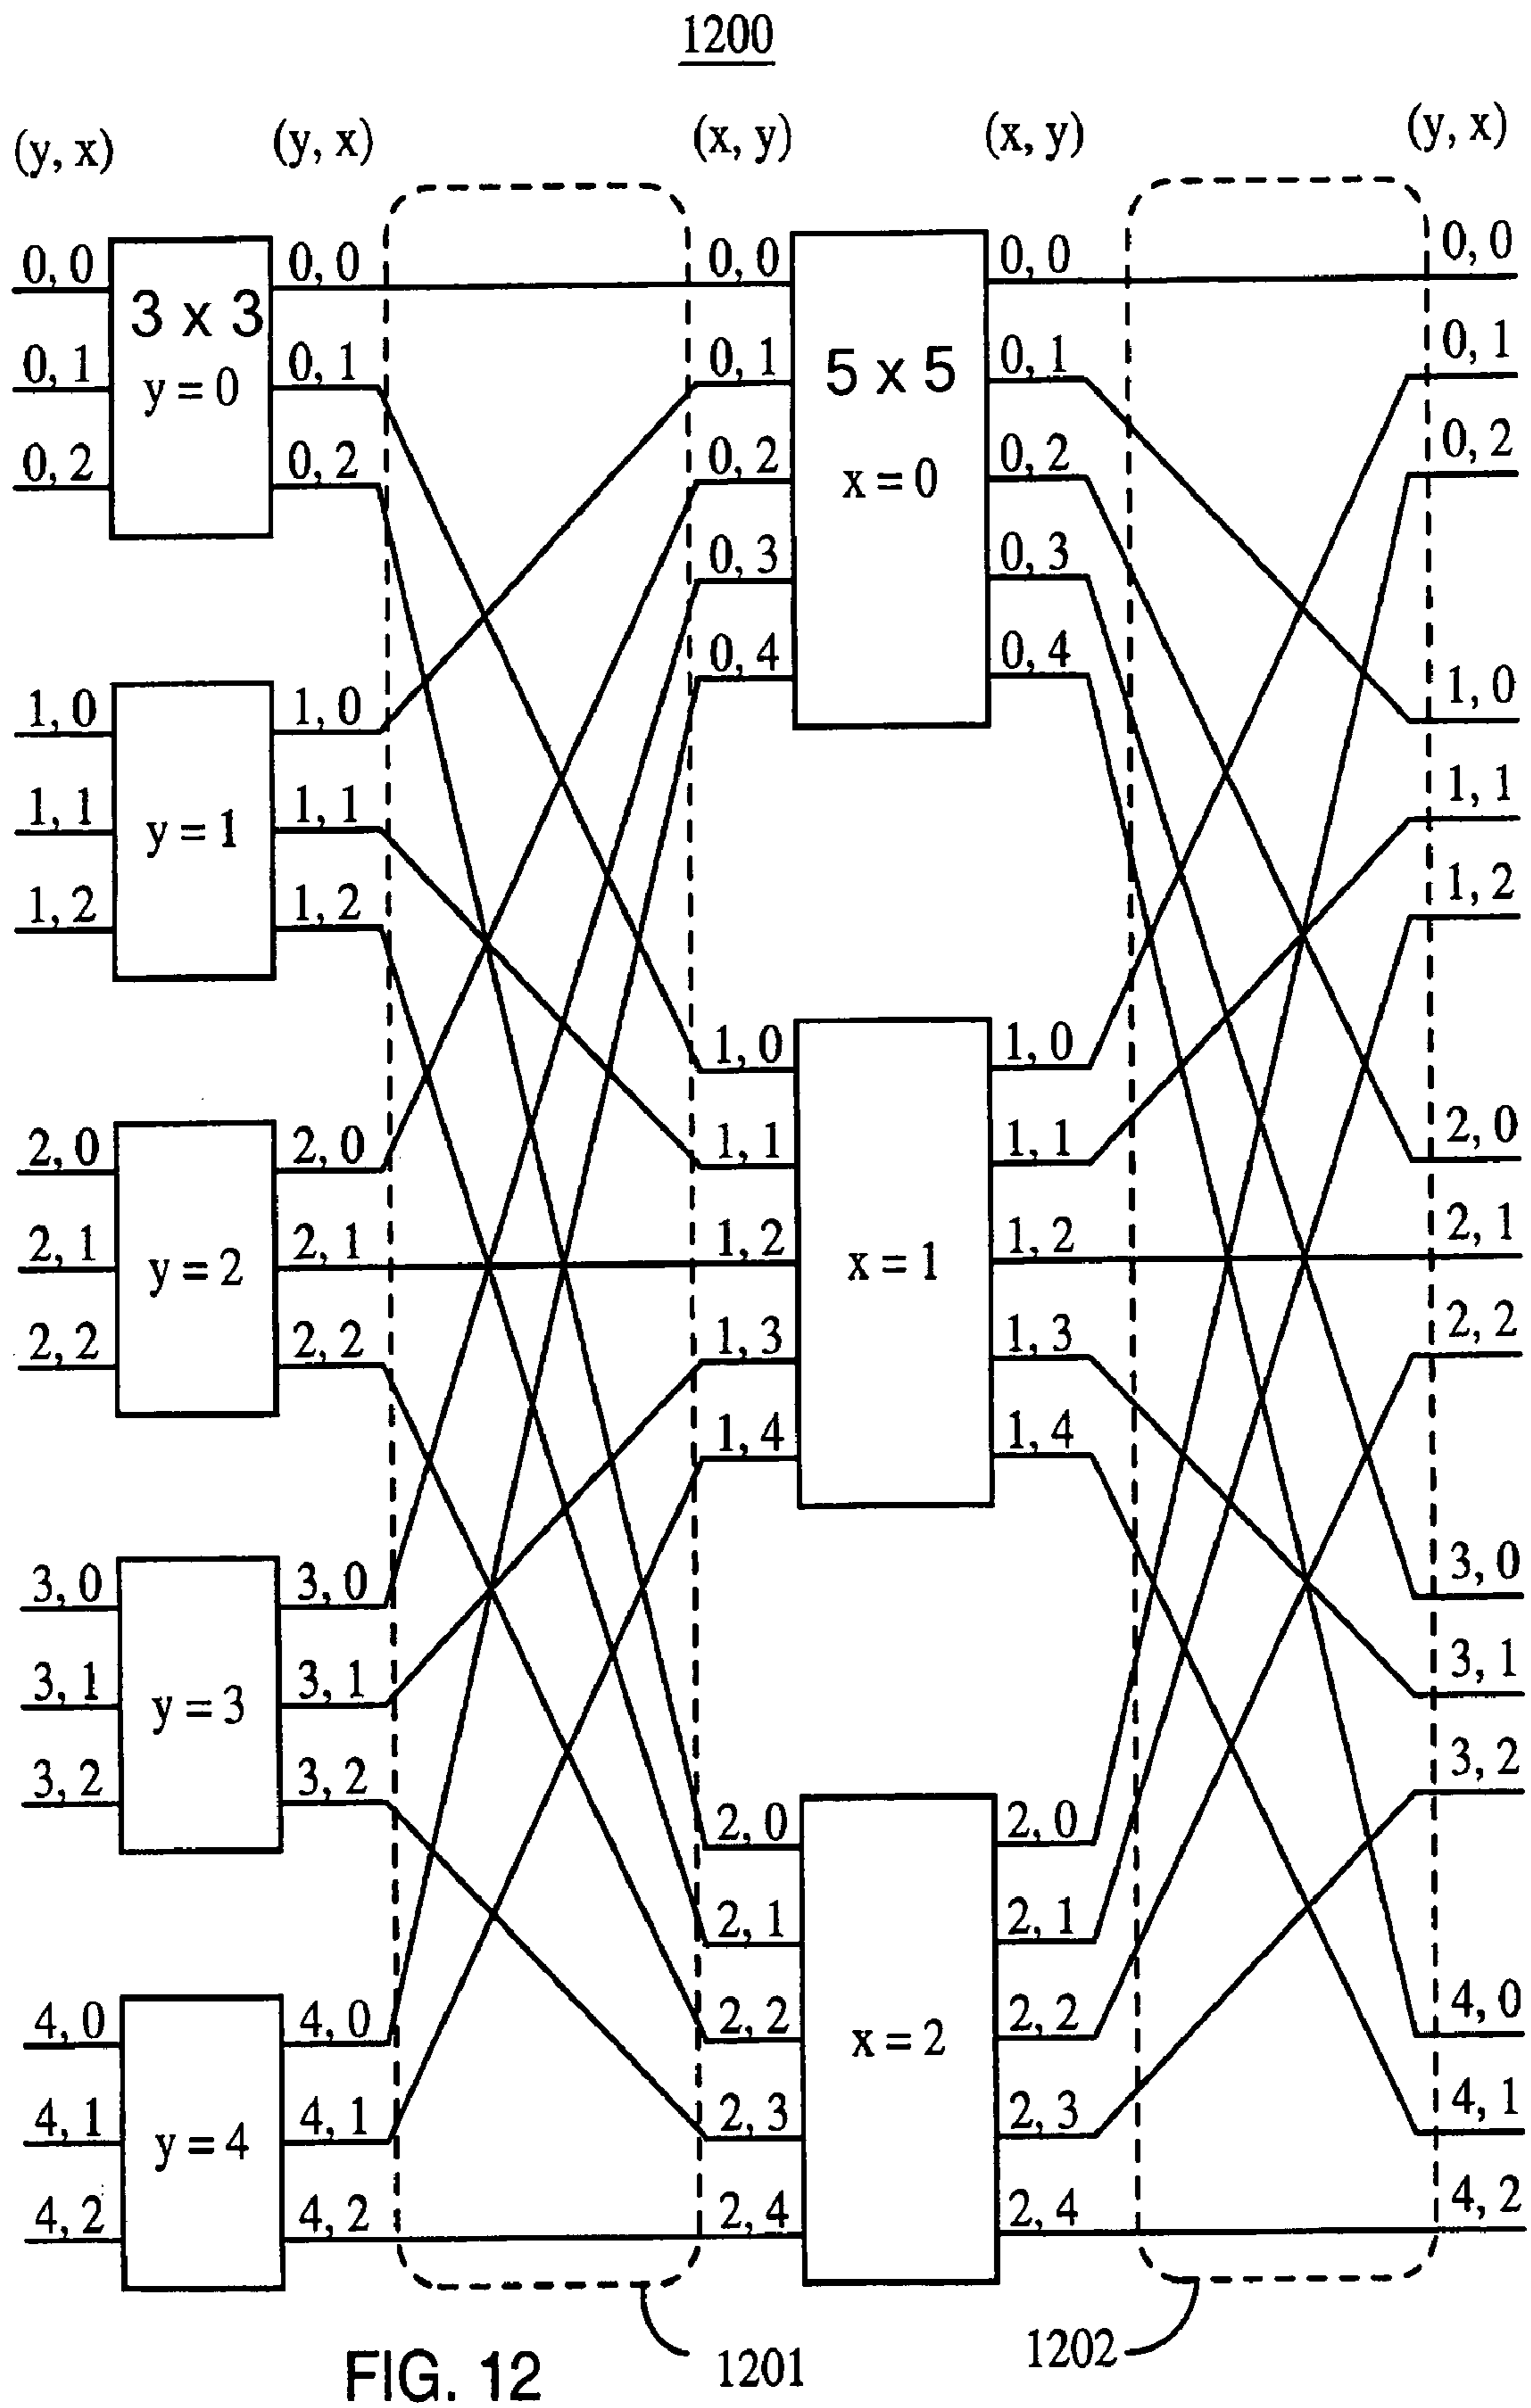 1200
(y, x) (y, x) (x, y) (x, y) (y, x)
0, 0 0, 0 0, 0 0, 0 0, 0
3 x 3
0, 1 y = 0 0, 1 0, 1 5 x 5 0, 1 0, 1
0, 2 0, 2 0, 2 x = 0 0, 2 0, 2
0, 3 0, 3
0, 4 0, 4
1, 0 1, 0 1, 0
1, 1 y = 1 1, 1 1, 1
1, 2 1, 2 1, 2
1, 0 1, 0
2, 0 2, 0 1, 1 1, 1 2, 0
2, 1 y = 2 2, 1 1, 2 x = 1 1, 2 2, 1
2, 2 2, 2 1, 3 1, 3 2, 2
1, 4 1, 4
3, 0 3, 0 3, 0
3, 1 y = 3 3, 1 3, 1
3, 2 3, 2 3, 2
2, 0 2, 0
2, 1 2, 1
4, 0 4, 0 2, 2 x = 2 2, 2 4, 0
4, 1 y = 4 4, 1 2, 3 2, 3 4, 1
4, 2 4, 2 2, 4 2, 4 4, 2
1201 1202
FIG. 12